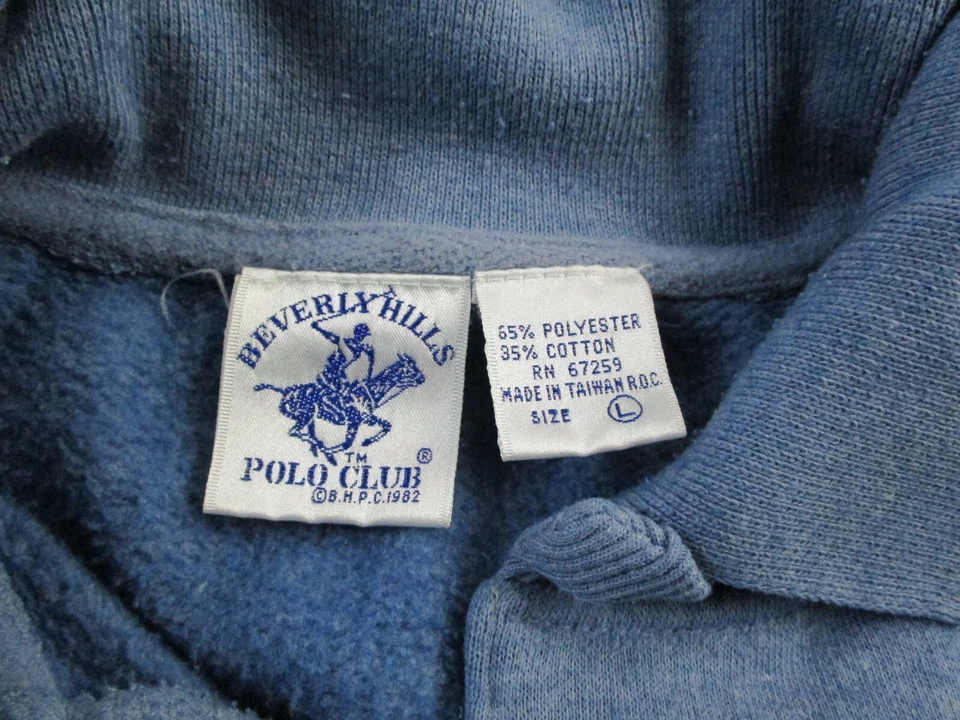 BEVERLY HILLS
TM
®
POLO CLUB
©B.H.P.C.1982
65% POLYESTER
35% COTTON
RN 67259
MADE IN TAIWAN R.O.C.
SIZE L